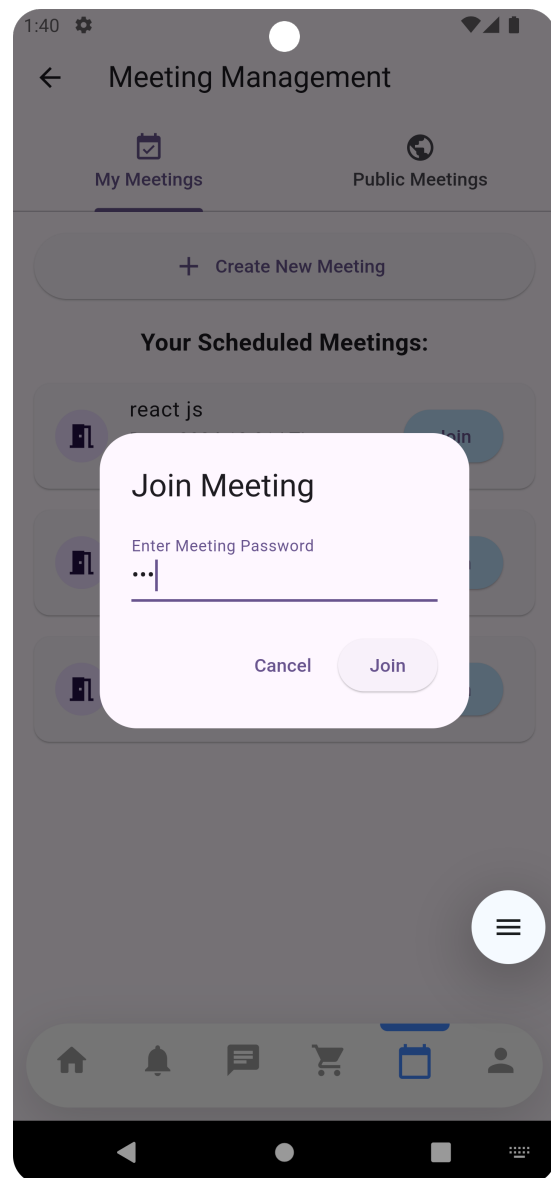 1:40
Meeting Management
My Meetings
Public Meetings
Create New Meeting
Your Scheduled Meetings:
react js
Join
Join Meeting
Enter Meeting Password
•••
Cancel
Join